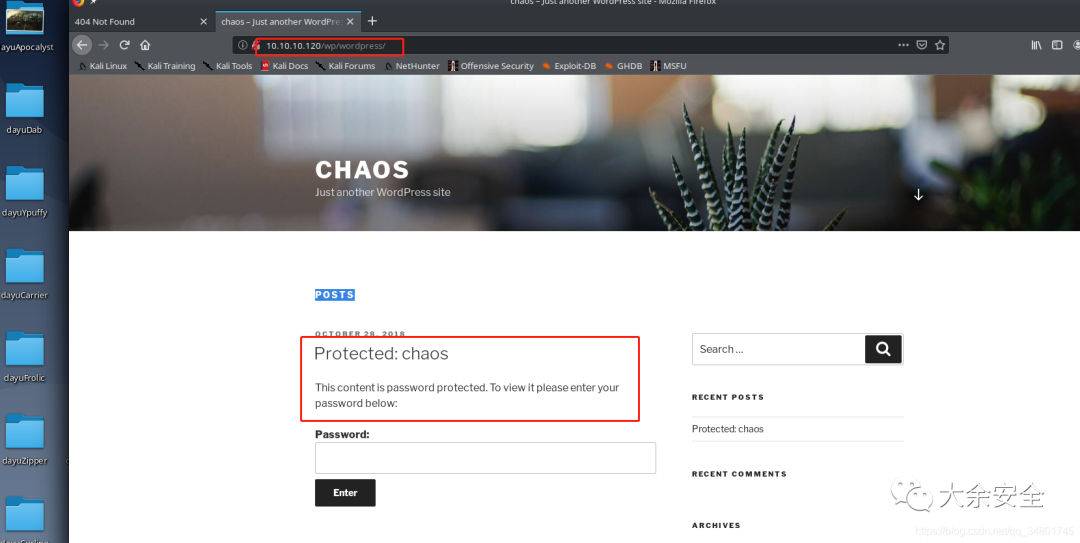 chaos – Just another WordPress site - Mozilla Firefox
404 Not Found
chaos – Just another WordPres
10.10.10.120/wp/wordpress/
Kali Linux
Kali Training
Kali Tools
Kali Docs
Kali Forums
NetHunter
Offensive Security
Exploit-DB
GHDB
MSFU
ayuApocalyst
dayuDab
dayuYpuffy
dayuCarrier
dayuFrolic
dayuZipper
CHAOS
Just another WordPress site
POSTS
OCTOBER 28, 2018
Protected: chaos
This content is password protected. To view it please enter your
password below:
Password:
Enter
Search …
RECENT POSTS
Protected: chaos
RECENT COMMENTS
ARCHIVES
大余安全
https://blog.csdn.net/qq_34801745